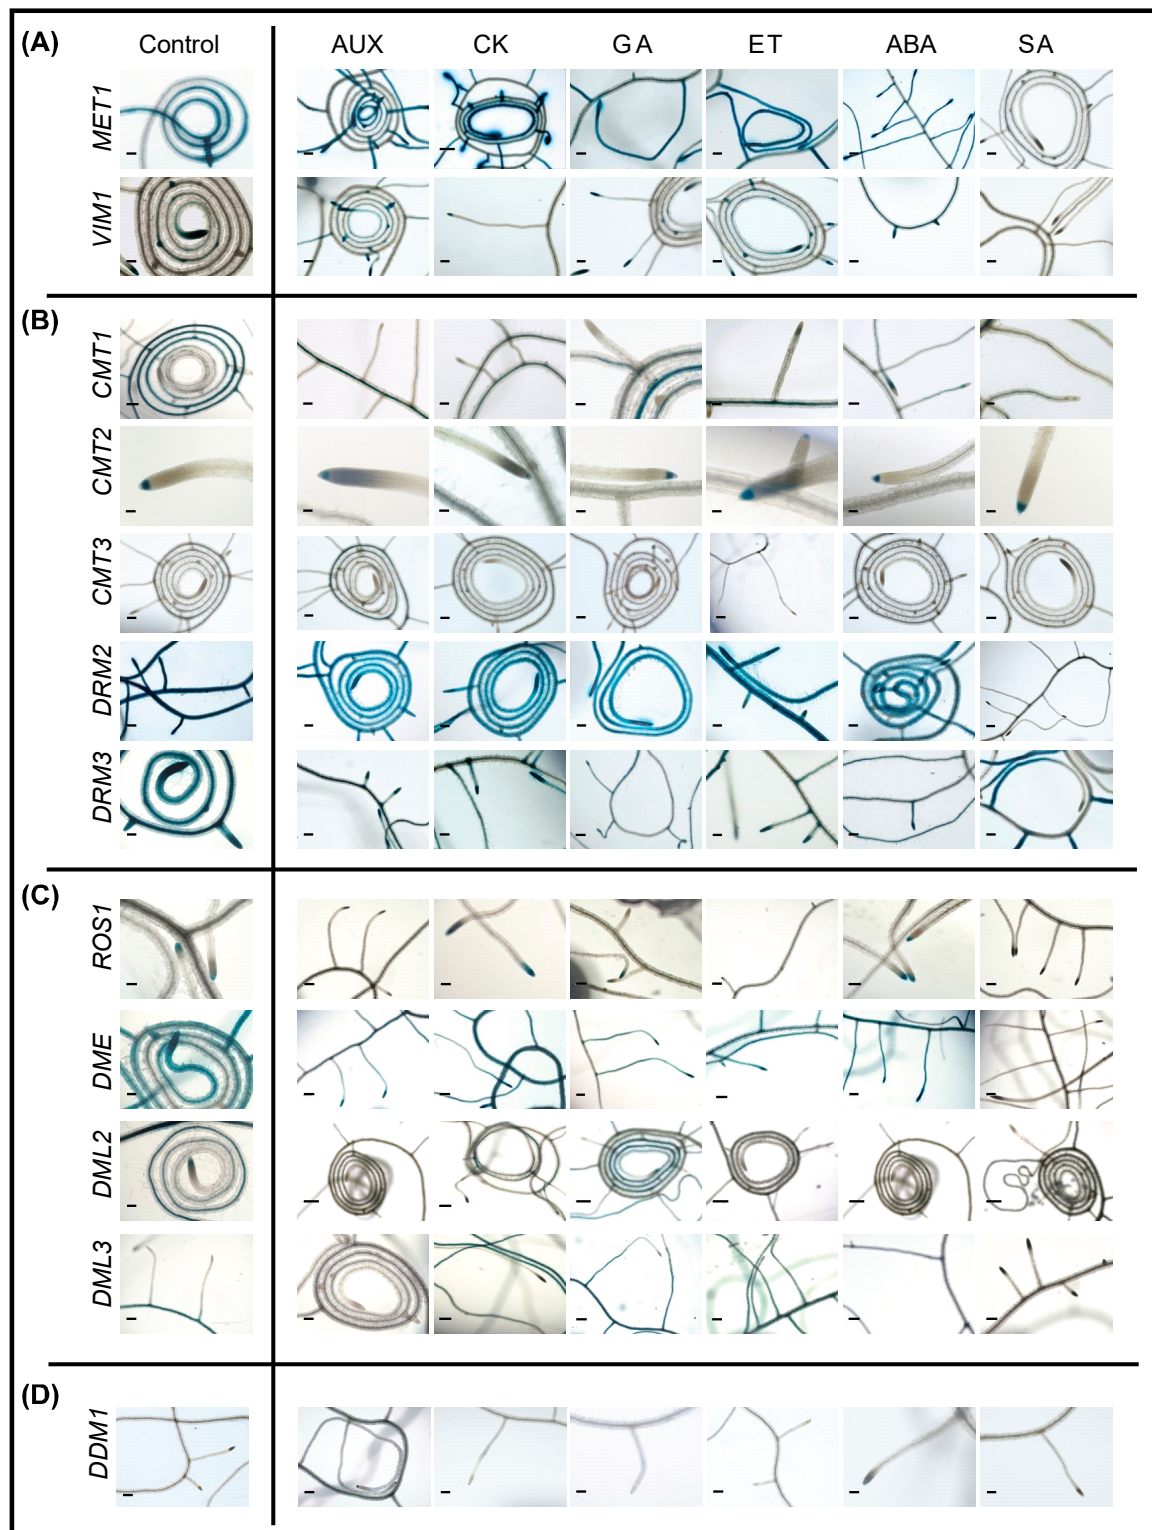 (A) Control AUX CK GA ET ABA SA
MET1
VIM1
(B)
CMT1
CMT2
CMT3
DRM2
DRM3
(C)
ROS1
DME
DML2
DML3
(D)
DDM1